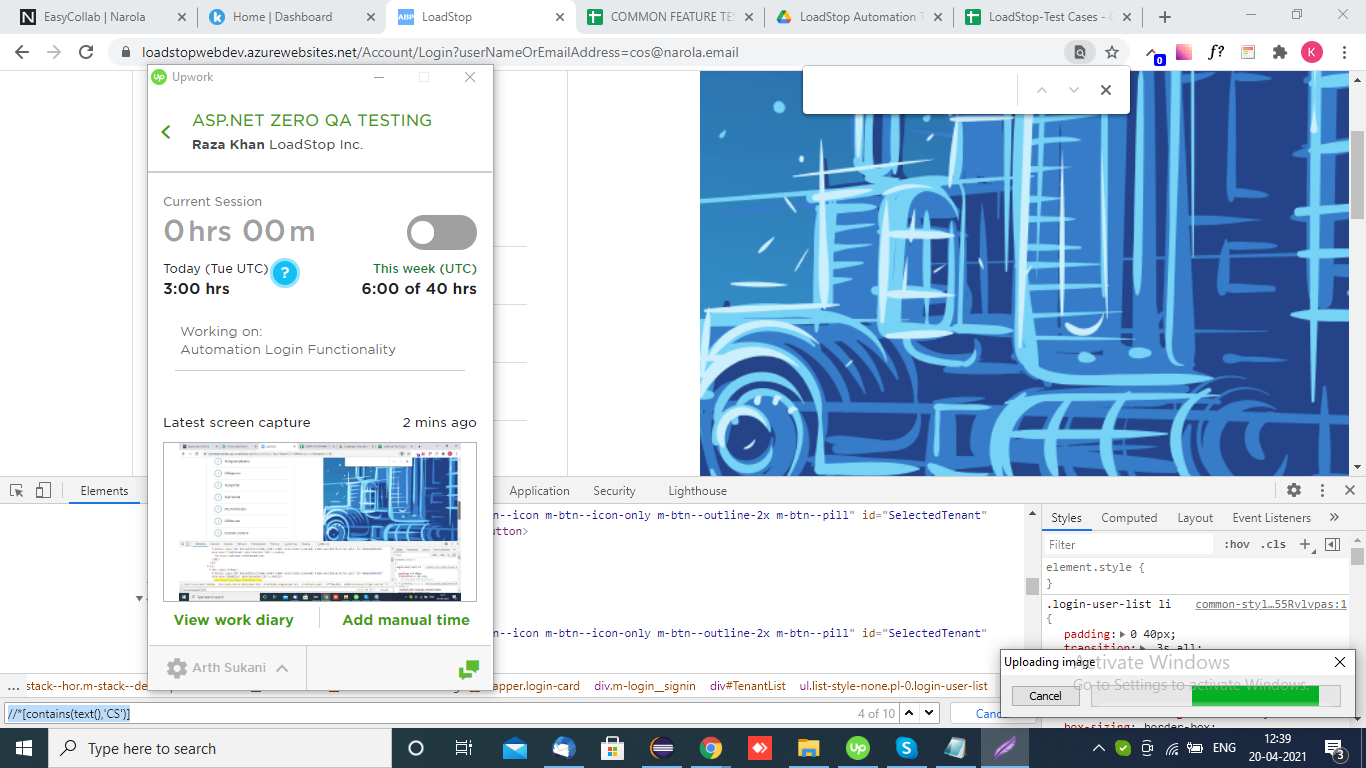 EasyCollab | Narola
Home | Dashboard
LoadStop
COMMON FEATURE TE
LoadStop Automation T
LoadStop-Test Cases - G
loadstopwebdev.azurewebsites.net/Account/Login?userNameOrEmailAddress=cos@narola.email
0
f?
K
Upwork
ASP.NET ZERO QA TESTING
Raza Khan LoadStop Inc.
Current Session
0 hrs 00 m
Today (Tue UTC) ?
This week (UTC)
3:00 hrs
6:00 of 40 hrs
Working on:
Automation Login Functionality
Latest screen capture
2 mins ago
View work diary
Add manual time
Arth Sukani
Elements
Application
Security
Lighthouse
n--icon m-btn--icon-only m-btn--outline-2x m-btn--pill" id="SelectedTenant"
utton>
n--icon m-btn--icon-only m-btn--outline-2x m-btn--pill" id="SelectedTenant"
Styles
Computed
Layout
Event Listeners
Filter
:hov
.cls
element.style {
}
.login-user-list li
common-styl…55Rvlvpas:1
{
padding: 0 40px;
transition: .3s all;
box-sizing: border-box;
Uploading image
Cancel
Activate Windows
Go to Settings to activate Windows.
... stack--hor.m-stack--de
apper.login-card
div.m-login__signin
div#TenantList
ul.list-style-none.pl-0.login-user-list
//*[contains(text(),'CS')]
4 of 10
Canc
Type here to search
ENG
12:39
20-04-2021
3